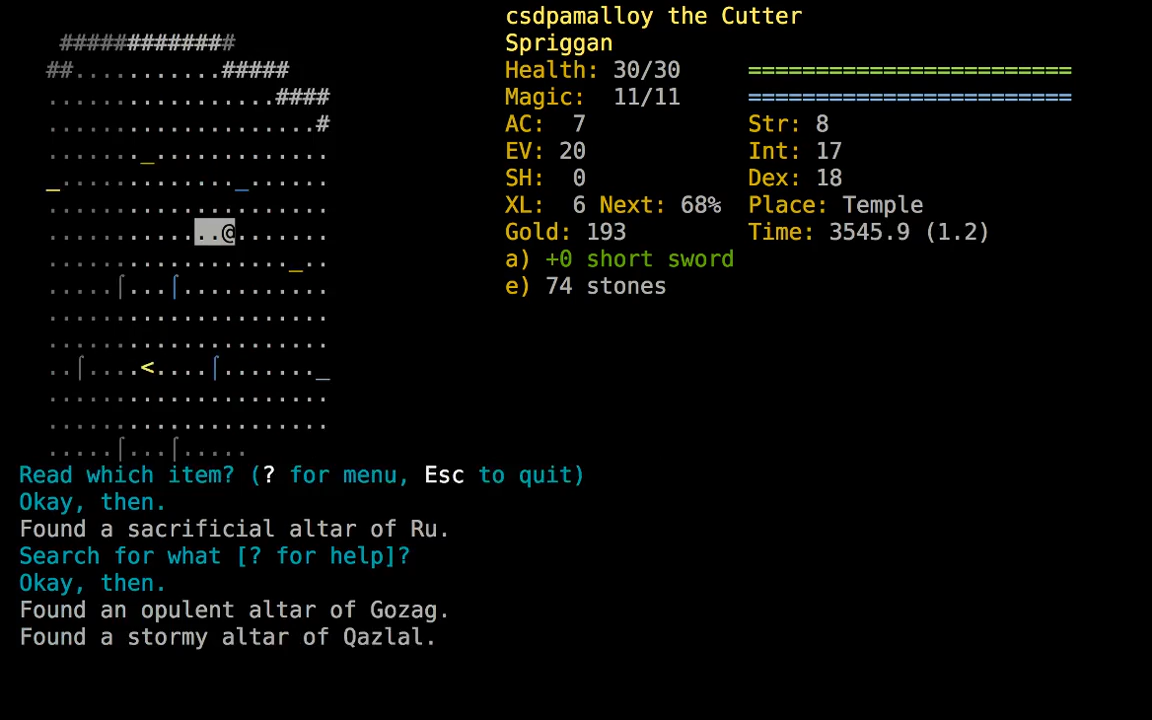 csdpamalloy the Cutter
#############
Spriggan
##...........#####
Health: 30/30 ========================
.................####
Magic: 11/11 ========================
....................#
AC: 7 Str: 8
......._.............
EV: 20 Int: 17
_............._......
SH: 0 Dex: 18
.....................
XL: 6 Next: 68% Place: Temple
.............@.......
Gold: 193 Time: 3545.9 (1.2)
.................._..
a) +0 short sword
.....⌠...⌠...........
e) 74 stones
.....................
.....................
..⌠....<....⌠......._
.....................
.....................
.....⌠...⌠.....
Read which item? (? for menu, Esc to quit)
Okay, then.
Found a sacrificial altar of Ru.
Search for what [? for help]?
Okay, then.
Found an opulent altar of Gozag.
Found a stormy altar of Qazlal.